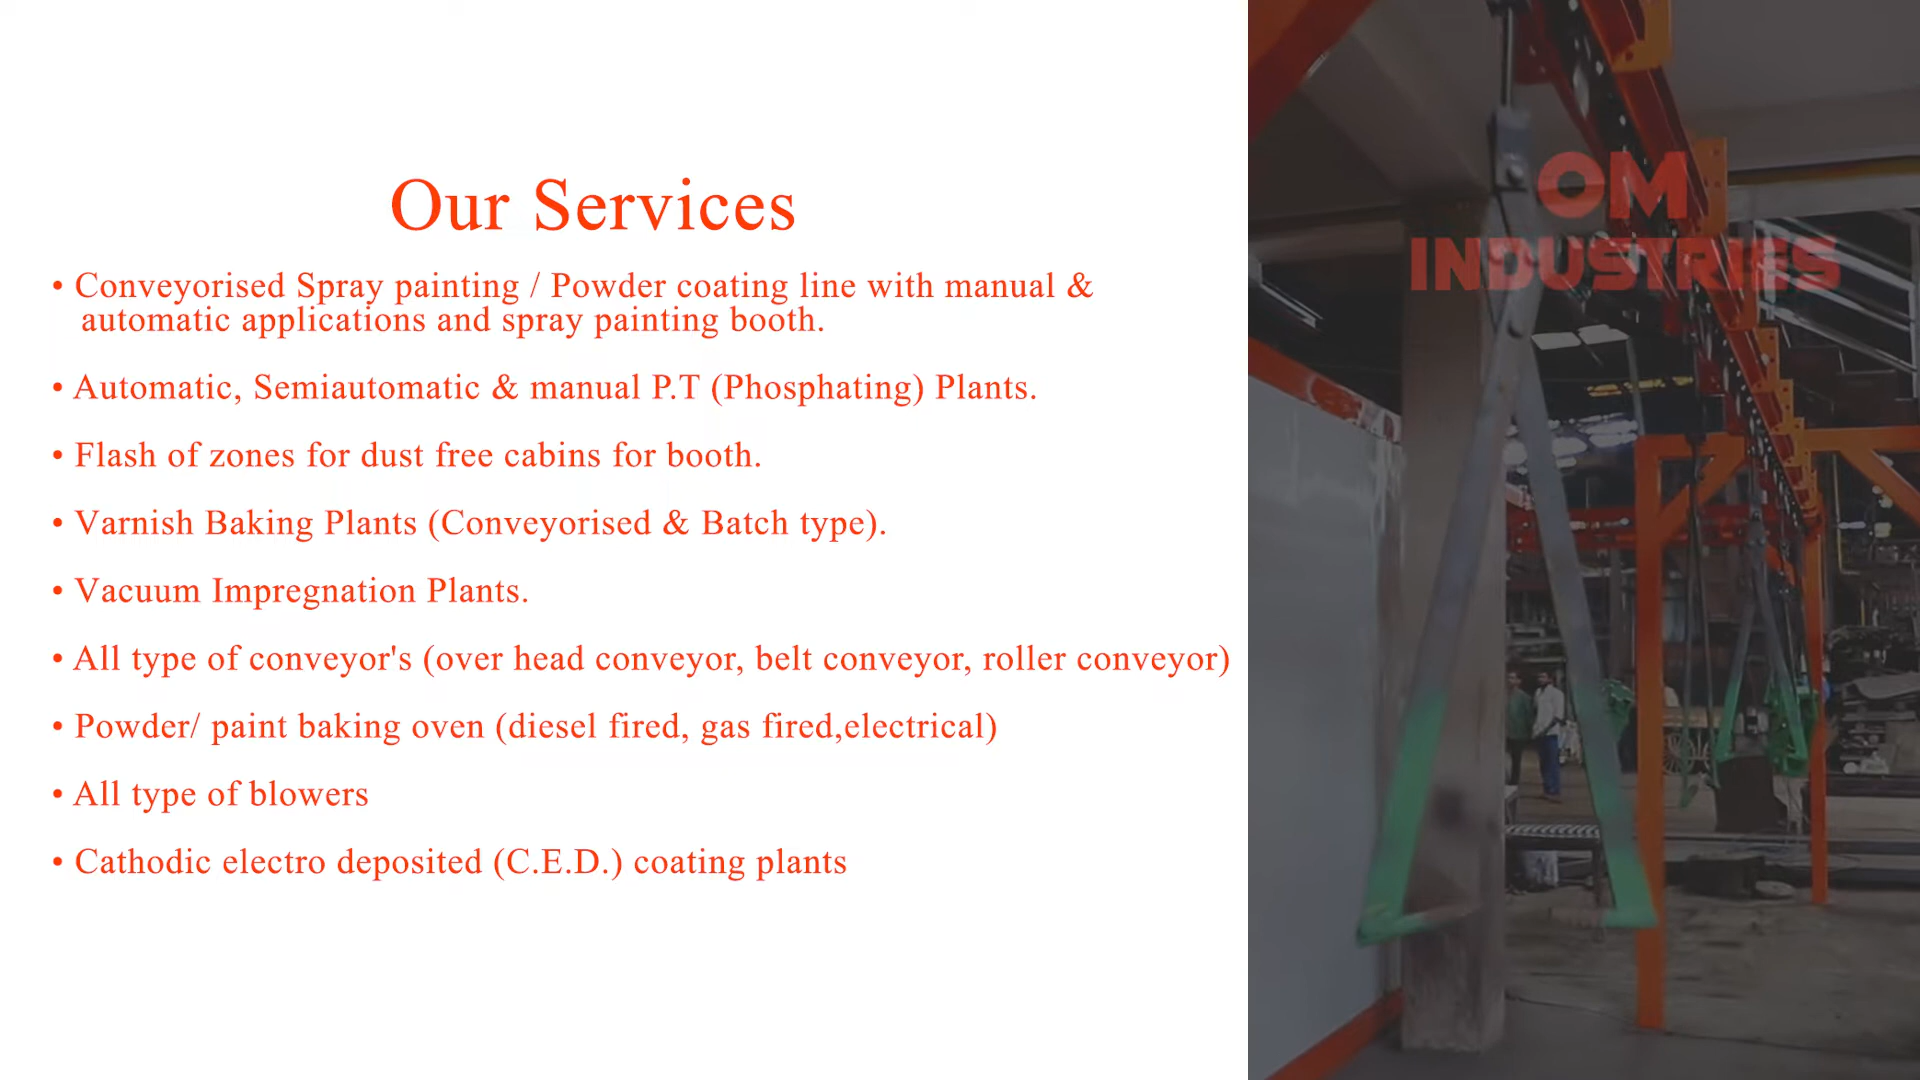 Our Services
• Conveyorised Spray painting / Powder coating line with manual &
automatic applications and spray painting booth.
• Automatic, Semiautomatic & manual P.T (Phosphating) Plants.
• Flash of zones for dust free cabins for booth.
• Varnish Baking Plants (Conveyorised & Batch type).
• Vacuum Impregnation Plants.
• All type of conveyor's (over head conveyor, belt conveyor, roller conveyor)
• Powder/ paint baking oven (diesel fired, gas fired,electrical)
• All type of blowers
• Cathodic electro deposited (C.E.D.) coating plants
OM
INDUSTRIES